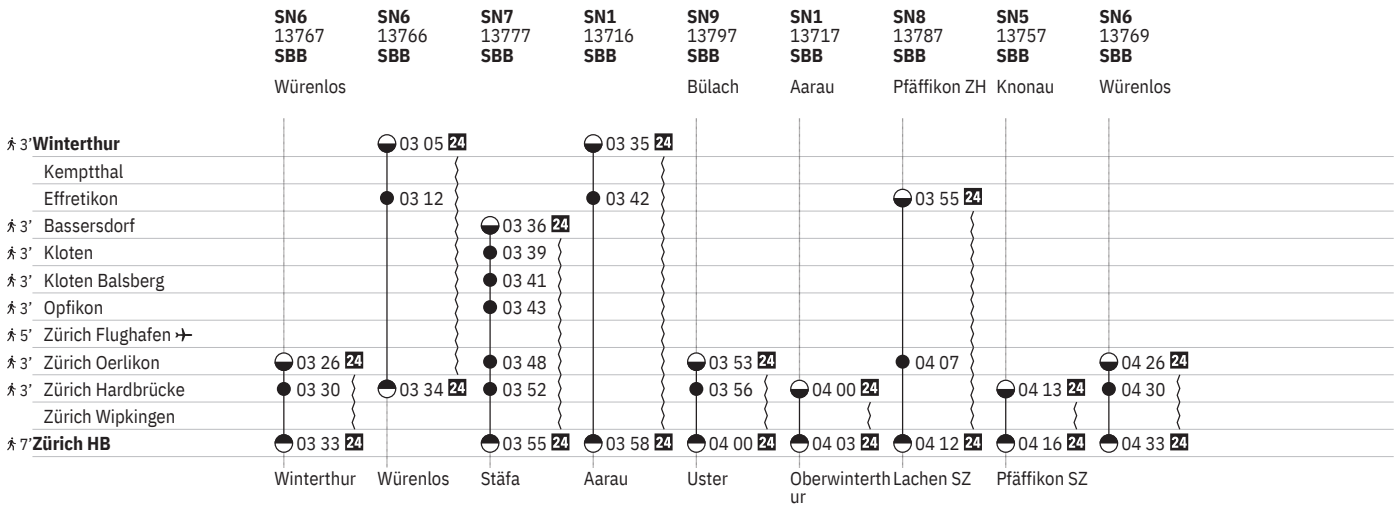 SN6 SN6 SN7 SN1 SN9 SN1 SN8 SN5 SN6
13767 13766 13777 13716 13797 13717 13787 13757 13769
SBB SBB SBB SBB SBB SBB SBB SBB SBB
Würenlos Bülach Aarau Pfäffikon ZH Knonau Würenlos
3' Winterthur 03 05 24 03 35 24
Kemptthal
Effretikon 03 12 03 42 03 55 24
3' Bassersdorf 03 36 24
3' Kloten 03 39
3' Kloten Balsberg 03 41
3' Opfikon 03 43
5' Zürich Flughafen
3' Zürich Oerlikon 03 26 24 03 48 03 53 24 04 07 04 26 24
3' Zürich Hardbrücke 03 30 03 34 24 03 52 03 56 04 00 24 04 13 24 04 30
Zürich Wipkingen
7' Zürich HB 03 33 24 03 55 24 03 58 24 04 00 24 04 03 24 04 12 24 04 16 24 04 33 24
Winterthur Würenlos Stäfa Aarau Uster Oberwinterth Lachen SZ Pfäffikon SZ
ur